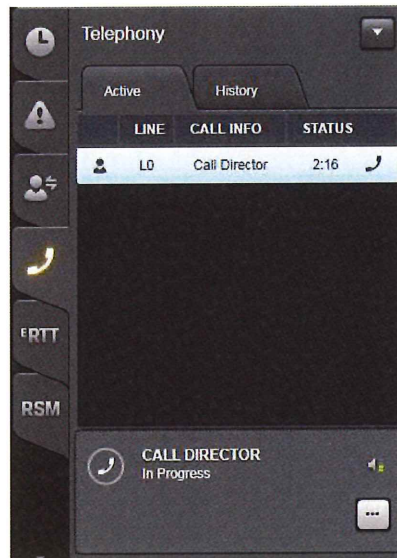 Telephony
Active History
LINE CALL INFO STATUS
L0 Call Director 2:16
ERTT
RSM
CALL DIRECTOR
In Progress
...